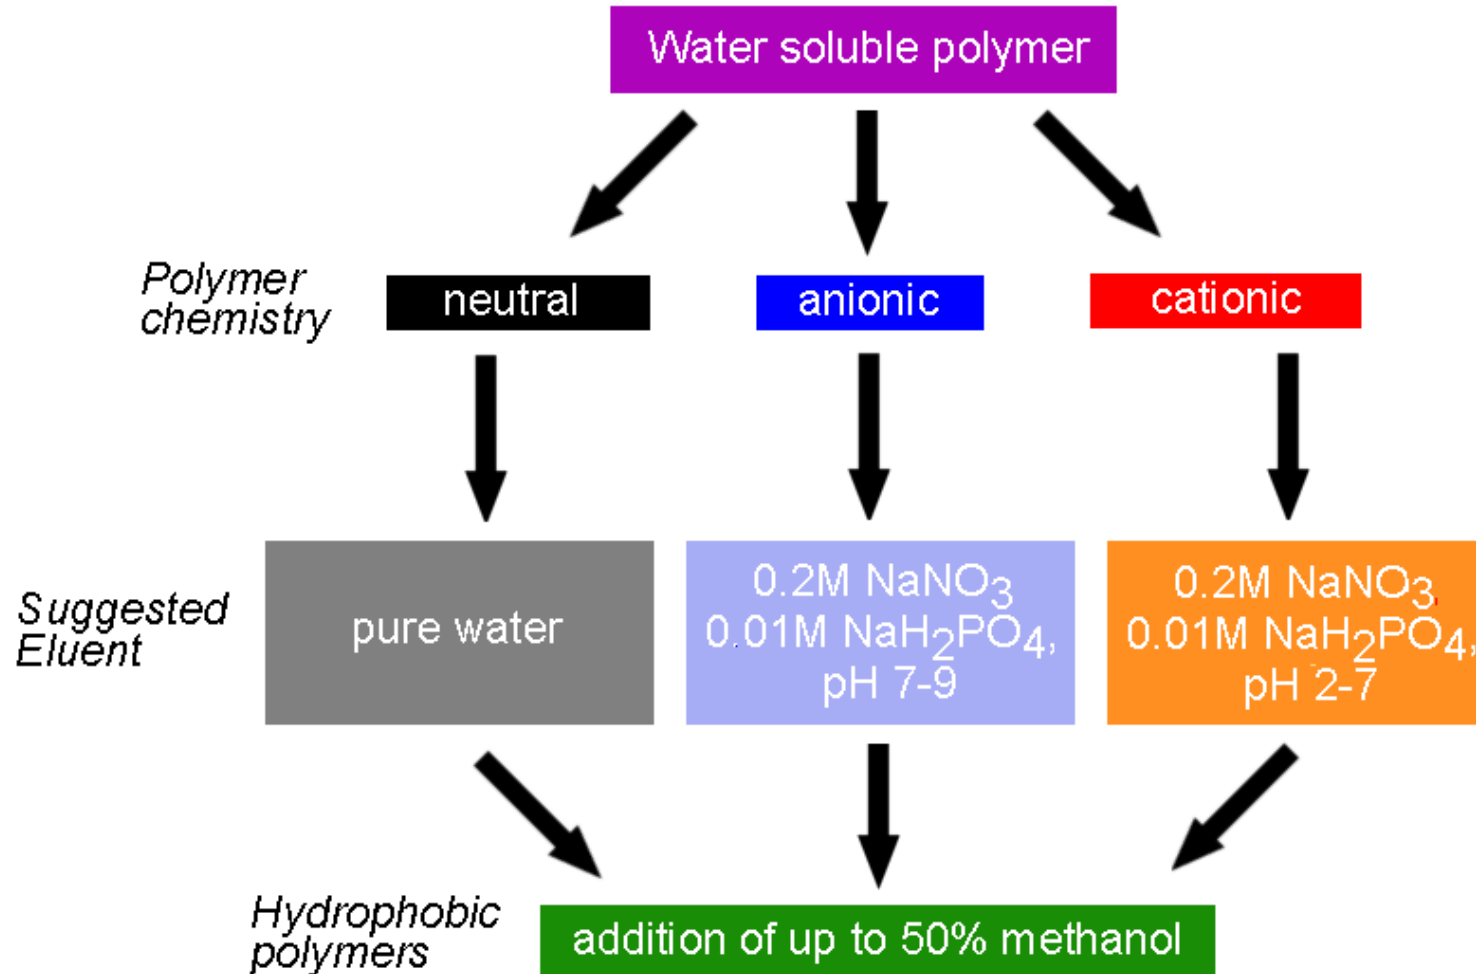 Water soluble polymer
Polymer
chemistry
neutral
anionic
cationic
Suggested
Eluent
pure water
0.2M NaNO3
0.01M NaH2PO4,
pH 7-9
0.2M NaNO3,
0.01M NaH2PO4,
pH 2-7
Hydrophobic
polymers
addition of up to 50% methanol